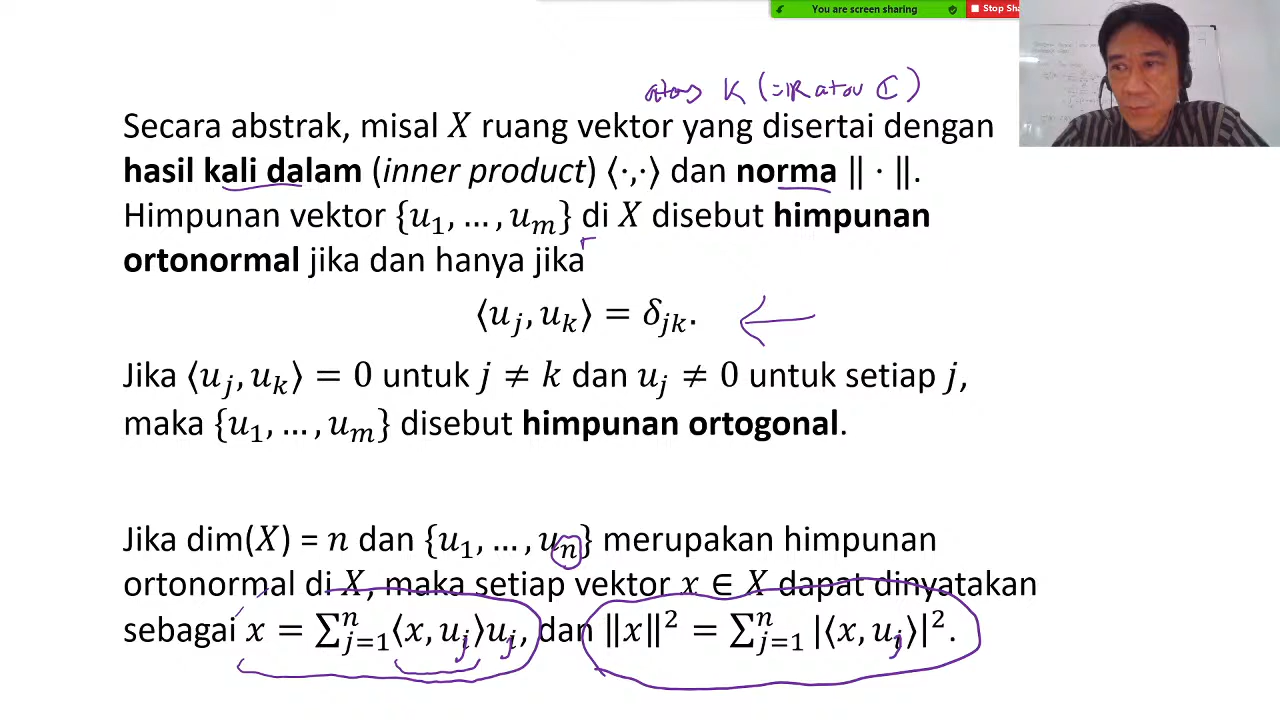 You are screen sharing
Stop Sha
atas K (=ℝ atau ℂ)
Secara abstrak, misal X ruang vektor yang disertai dengan
hasil kali dalam (inner product) ⟨·,·⟩ dan norma ‖ · ‖.
Himpunan vektor {u₁, … , uₘ} di X disebut himpunan
ortonormal jika dan hanya jika
⟨uⱼ, uₖ⟩ = δⱼₖ.
Jika ⟨uⱼ, uₖ⟩ = 0 untuk j ≠ k dan uⱼ ≠ 0 untuk setiap j,
maka {u₁, … , uₘ} disebut himpunan ortogonal.
Jika dim(X) = n dan {u₁, … , uₙ} merupakan himpunan
ortonormal di X, maka setiap vektor x ∈ X dapat dinyatakan
sebagai x = ∑ⁿⱼ₌₁⟨x, uⱼ⟩uⱼ, dan ‖x‖² = ∑ⁿⱼ₌₁ |⟨x, uⱼ⟩|².